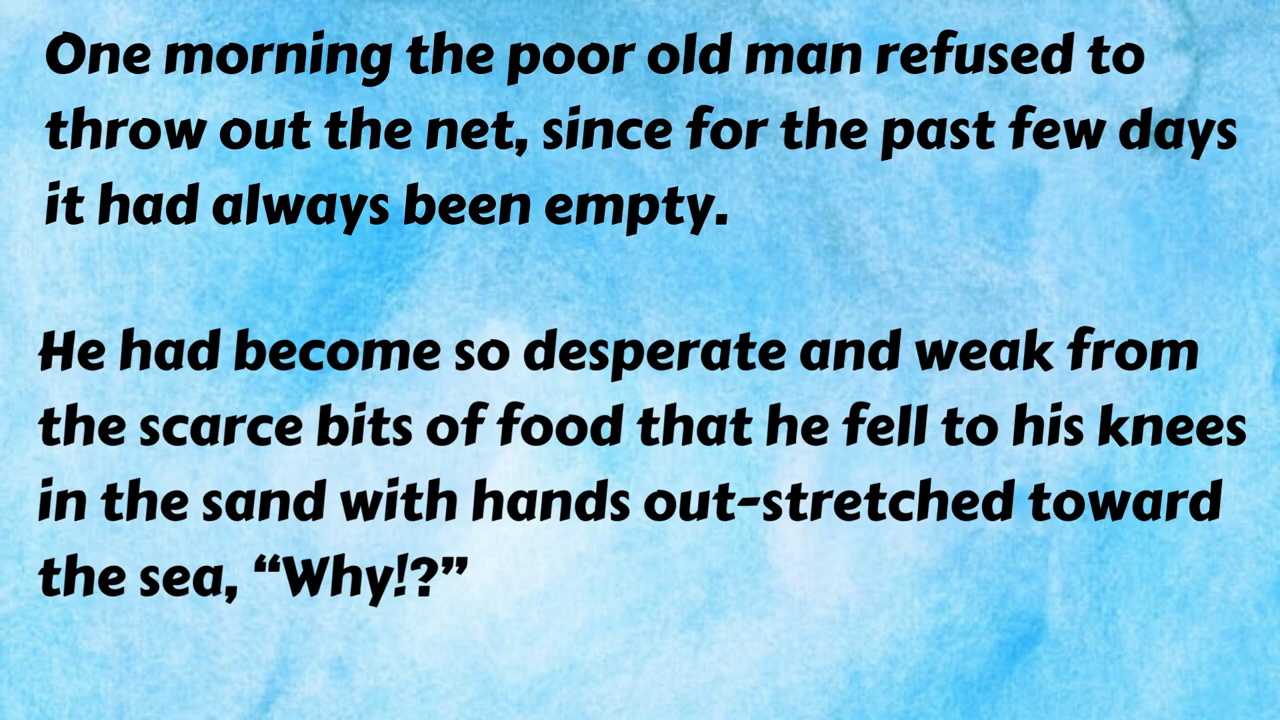 One morning the poor old man refused to
throw out the net, since for the past few days
it had always been empty.
He had become so desperate and weak from
the scarce bits of food that he fell to his knees
in the sand with hands out-stretched toward
the sea, “Why!?”